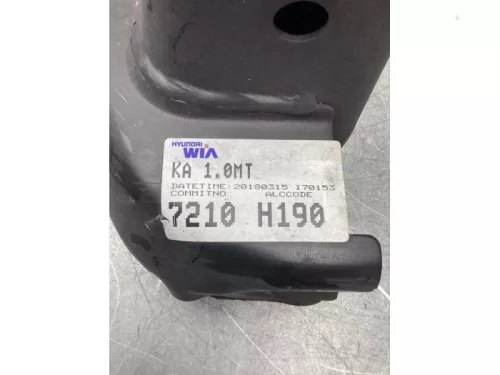 HYUNDAI
WIA
KA 1.0MT
DATETIME:20180315 170153
COMMITNO ALCCODE
7210 H190